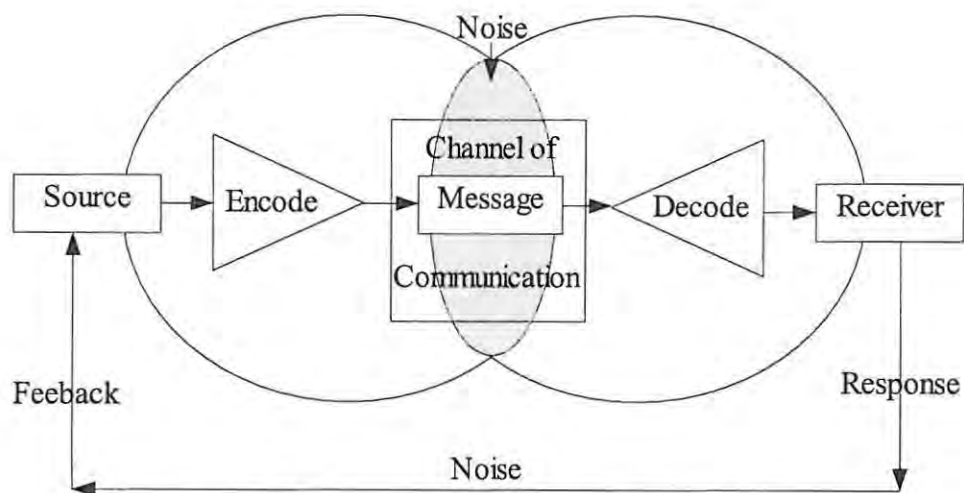 Noise
Channel of
Source
Encode
Message
Decode
Receiver
Communication
Feeback
Response
Noise